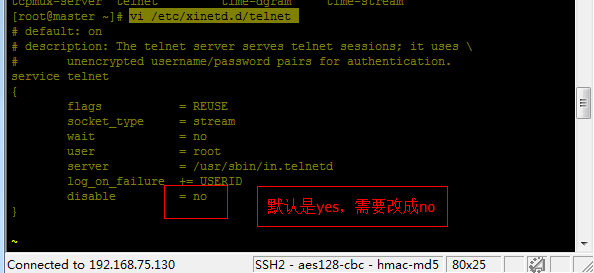 tcpmux-server  telnet         time-dgram     time-stream
[root@master ~]# vi /etc/xinetd.d/telnet
# default: on
# description: The telnet server serves telnet sessions; it uses \
#       unencrypted username/password pairs for authentication.
service telnet
{
        flags           = REUSE
        socket_type     = stream
        wait            = no
        user            = root
        server          = /usr/sbin/in.telnetd
        log_on_failure  += USERID
        disable         = no
默认是yes，需要改成no
}
~
Connected to 192.168.75.130    SSH2 - aes128-cbc - hmac-md5    80x25